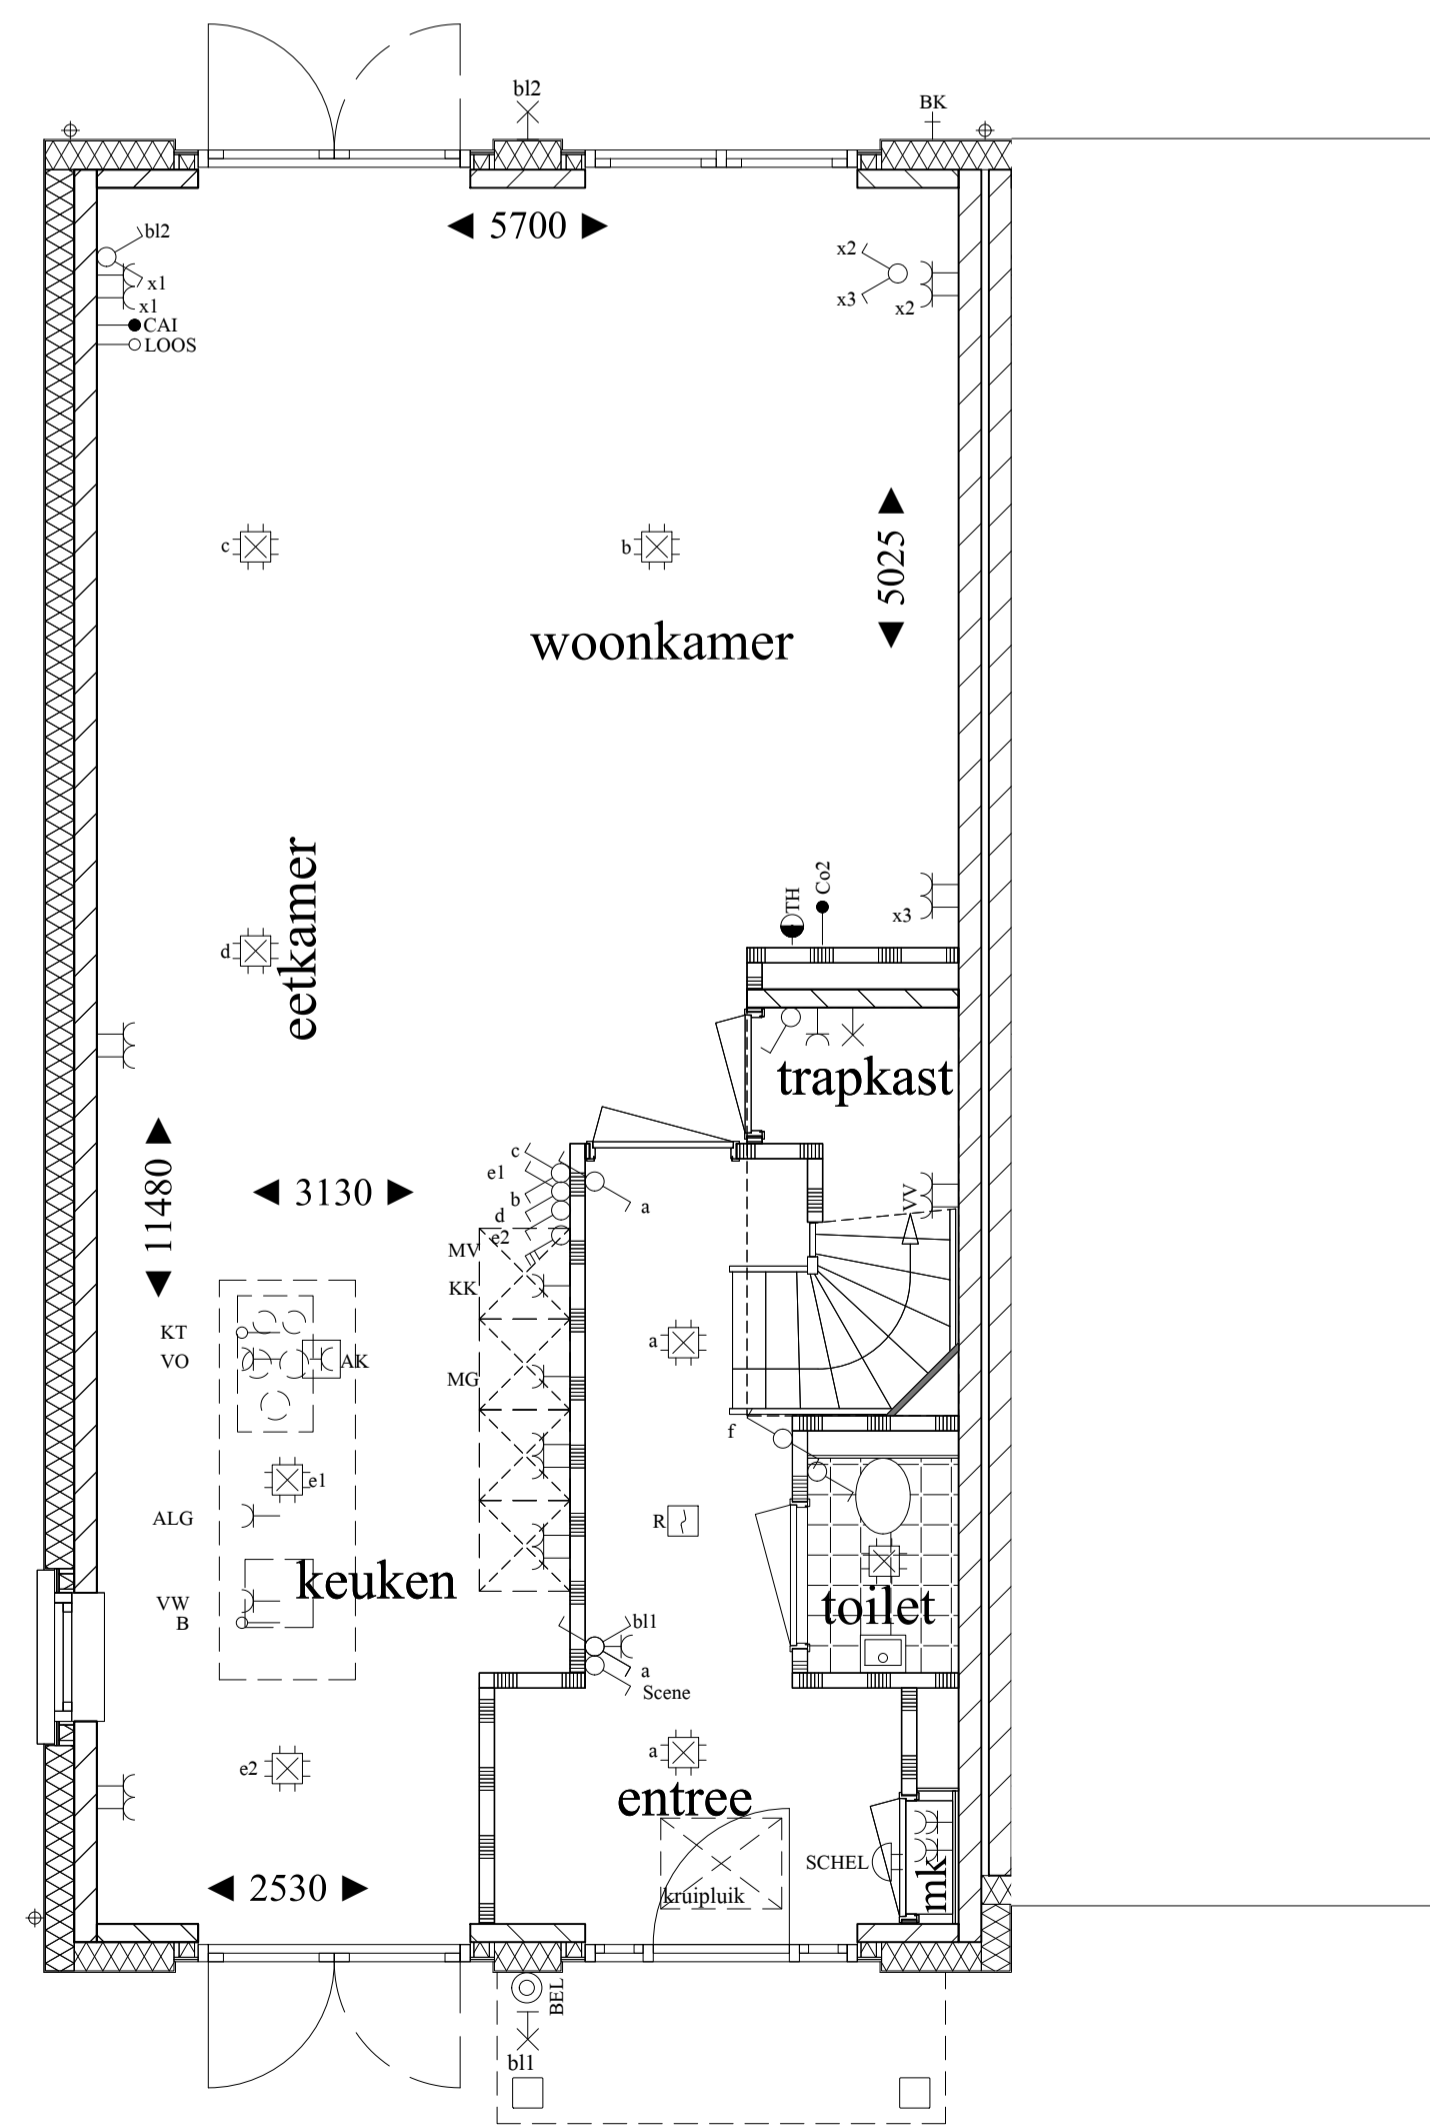 bl2
BK
5700
bl2
x1
x1
CAI
LOOS
x2
x3
x2
c
b
5025
woonkamer
eetkamer
d
TH
Co2
x3
trapkast
11480
3130
c
e1
b
d
e2
a
VV
MV
KK
KT
VO
AK
MG
a
f
e1
ALG
R
keuken
VW
B
toilet
bl1
a
Scene
e2
a
entree
SCHEL
mk
kruipluik
2530
BEL
bl1